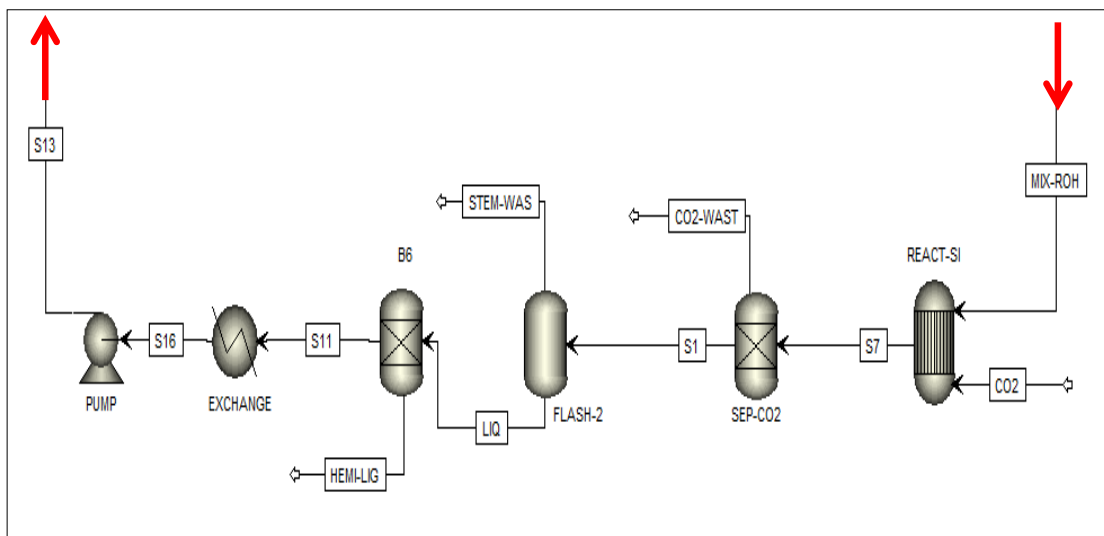 S13
MIX-ROH
STEM-WAS
CO2-WAST
B6
REACT-SI
S16
S11
S1
S7
PUMP
EXCHANGE
LIQ
FLASH-2
SEP-CO2
CO2
HEMI-LIG